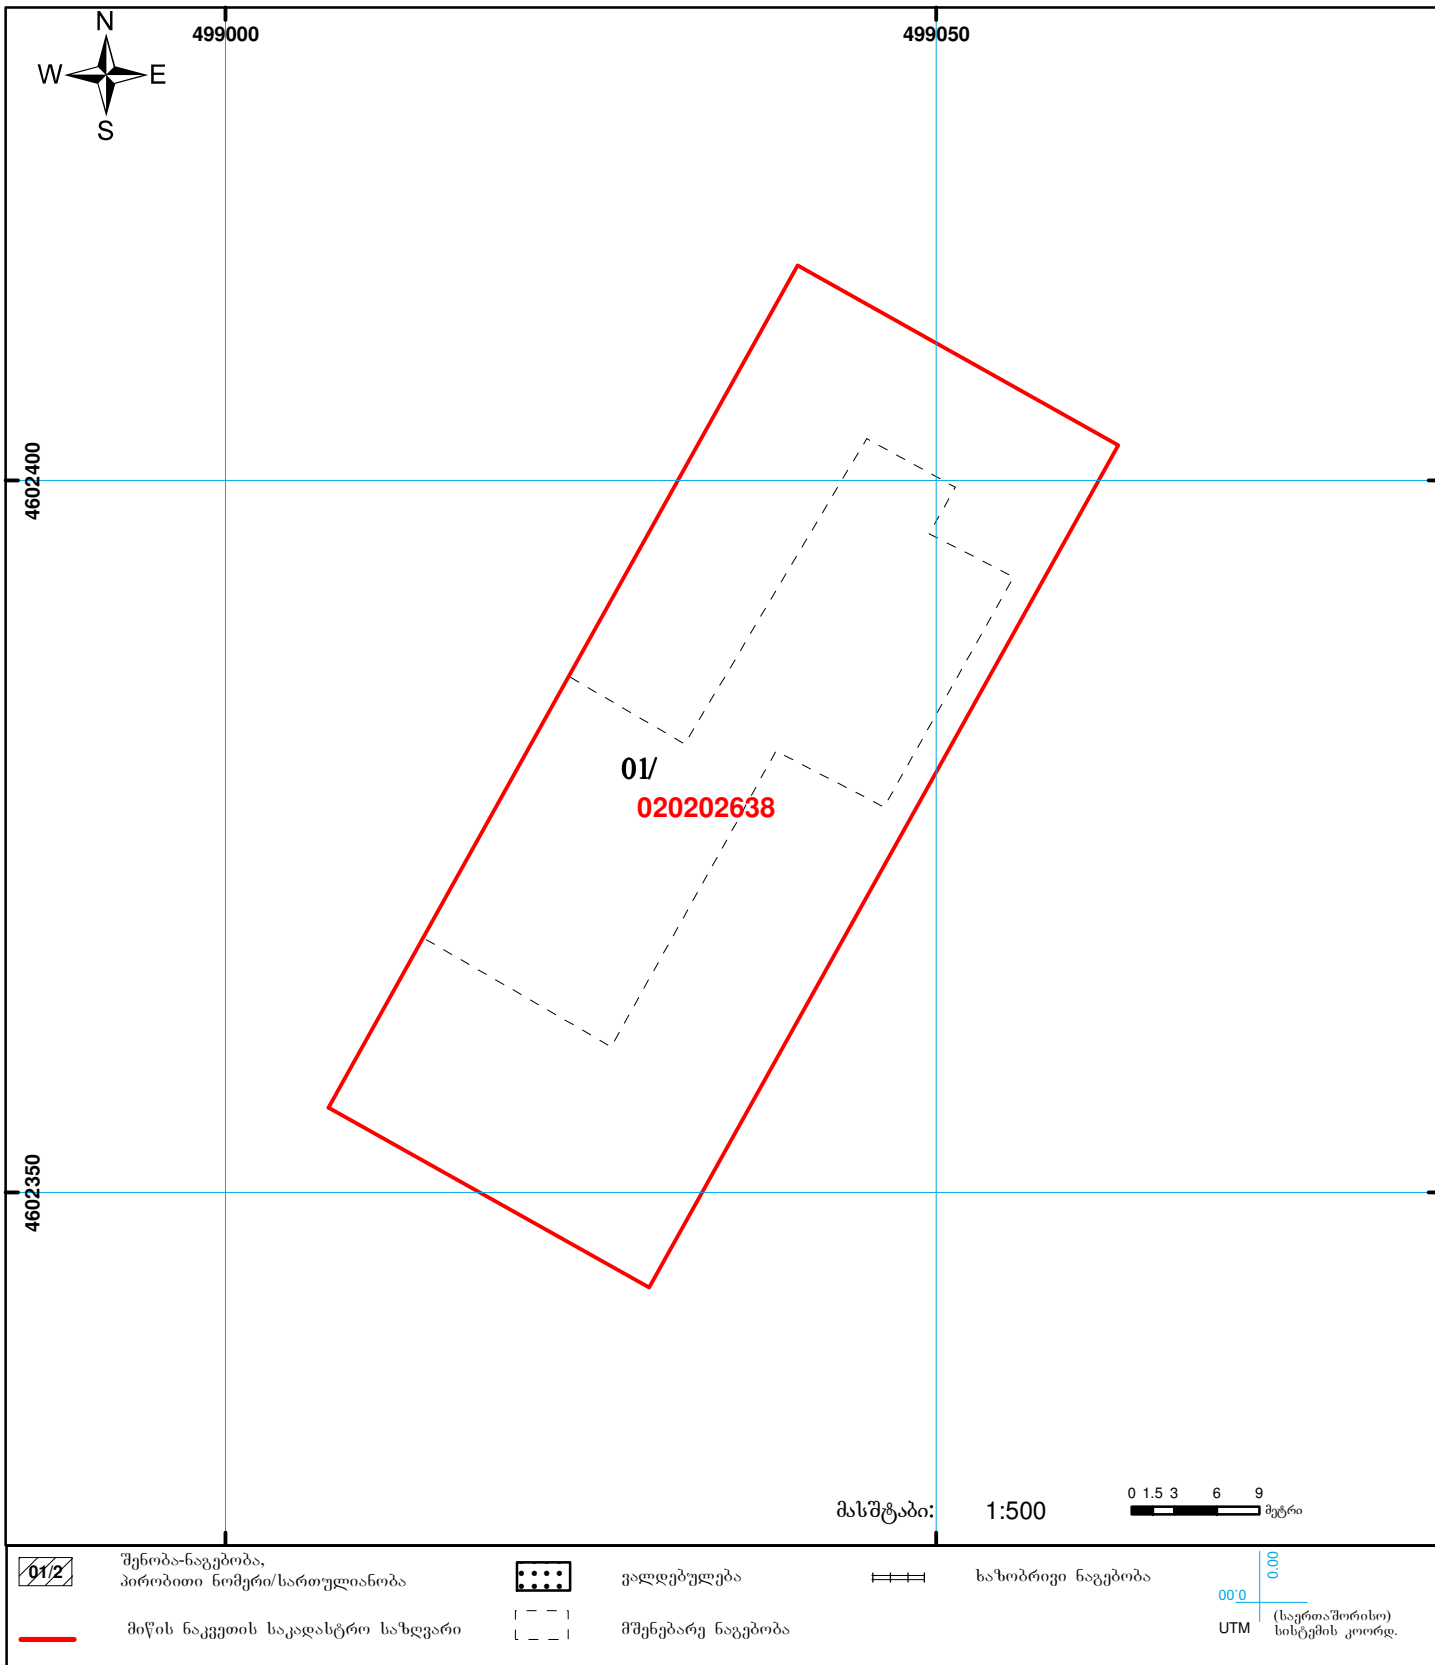 N
W E
S
499000
499050
4602400
4602350
01/
020202638
მასშტაბი: 1:500
0 1.5 3 6 9
მეტრი
01/2
შენობა-ნაგებობა,
პირობითი ნომერი/სართულიანობა
ვალდებულება
ხაზობრივი ნაგებობა
მიწის ნაკვეთის საკადასტრო საზღვარი
მშენებარე ნაგებობა
0.00
00.0
UTM
(საერთაშორისო)
სისტემის კოორდ.